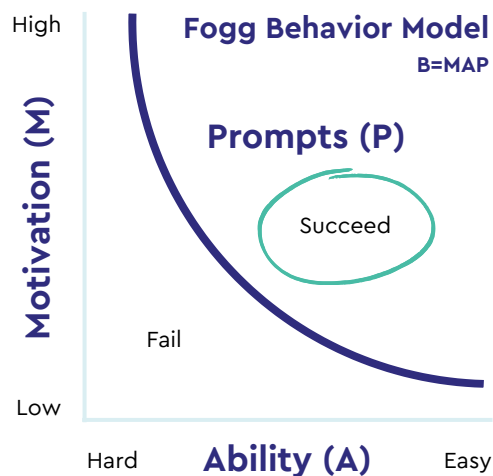 High
Fogg Behavior Model
B=MAP
Motivation (M)
Prompts (P)
Succeed
Fail
Low
Hard
Ability (A)
Easy